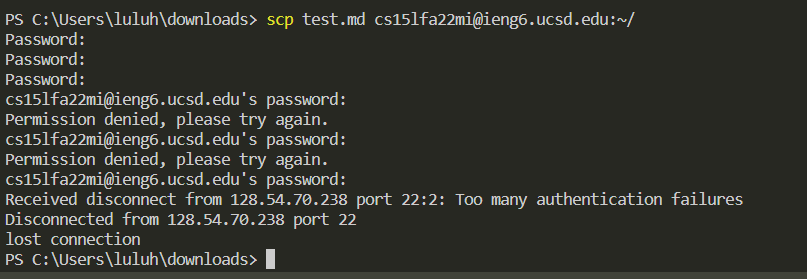 PS C:\Users\luluh\downloads> scp test.md cs15lfa22mi@ieng6.ucsd.edu:~/
Password:
Password:
Password:
cs15lfa22mi@ieng6.ucsd.edu's password:
Permission denied, please try again.
cs15lfa22mi@ieng6.ucsd.edu's password:
Permission denied, please try again.
cs15lfa22mi@ieng6.ucsd.edu's password:
Received disconnect from 128.54.70.238 port 22:2: Too many authentication failures
Disconnected from 128.54.70.238 port 22
lost connection
PS C:\Users\luluh\downloads>